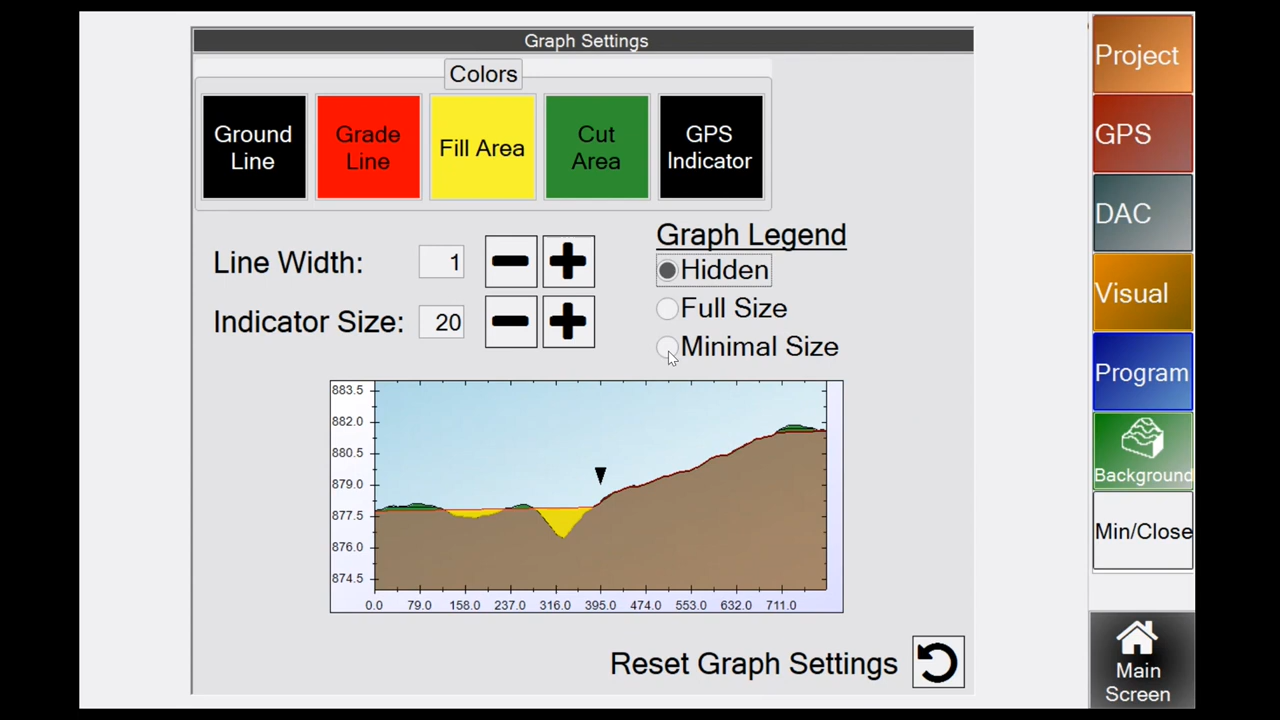 Graph Settings
Colors
Ground
Line
Grade
Line
Fill Area
Cut
Area
GPS
Indicator
Line Width: 1
Indicator Size: 20
Graph Legend
Hidden
Full Size
Minimal Size
883.5
882.0
880.5
879.0
877.5
876.0
874.5
0.0 79.0 158.0 237.0 316.0 395.0 474.0 553.0 632.0 711.0
Reset Graph Settings
Project
GPS
DAC
Visual
Program
Background
Min/Close
Main
Screen